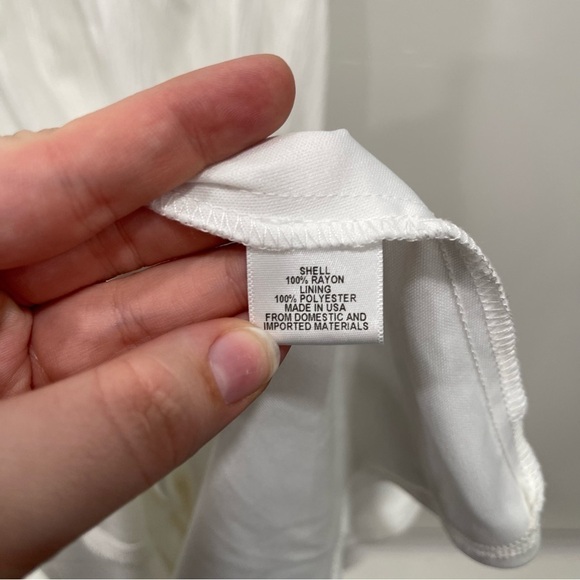 SHELL
100% RAYON
LINING
100% POLYESTER
MADE IN USA
FROM DOMESTIC AND
IMPORTED MATERIALS